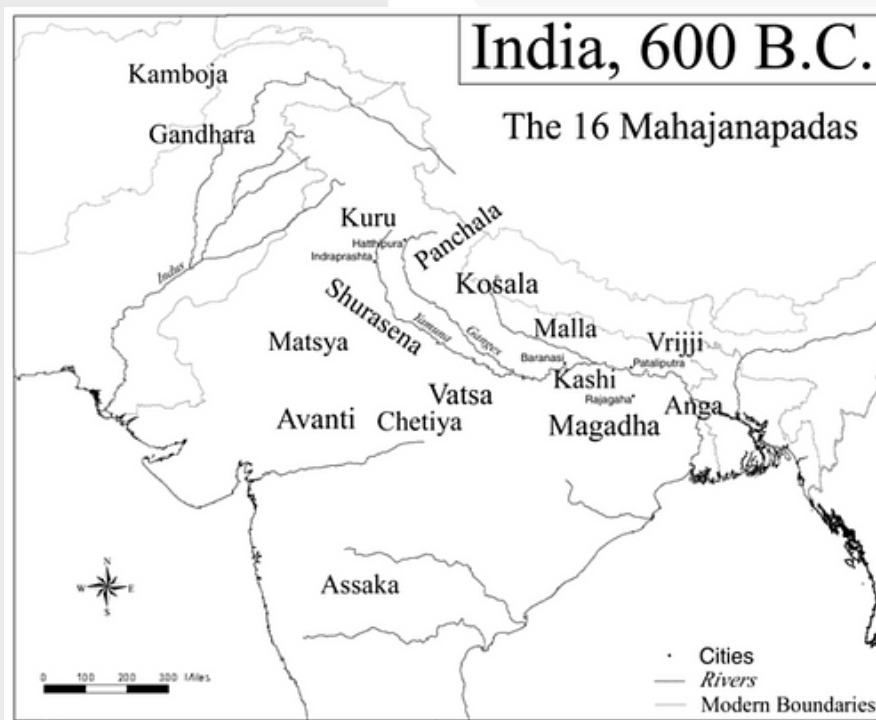 India, 600 B.C.
The 16 Mahajanapadas
Kamboja
Gandhara
Kuru
Hatthipura
Indraprashta
Panchala
Indus
Kosala
Shurasena
Yamuna
Ganges
Malla
Matsya
Vrijji
Baranasi
Pataliputra
Kashi
Rajagaha
Vatsa
Anga
Avanti
Chetiya
Magadha
Assaka
N
W
E
S
0 100 200 300 Miles
Cities
Rivers
Modern Boundaries